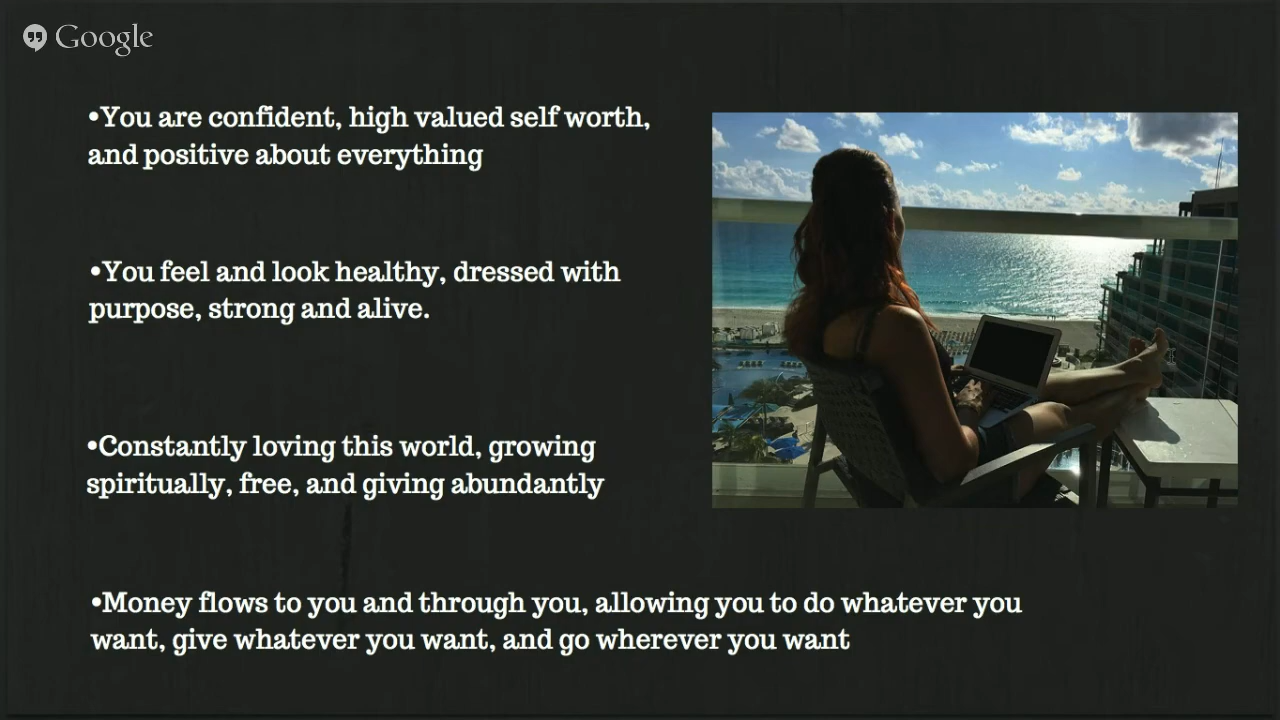 Google
•You are confident, high valued self worth,
and positive about everything
•You feel and look healthy, dressed with
purpose, strong and alive.
•Constantly loving this world, growing
spiritually, free, and giving abundantly
•Money flows to you and through you, allowing you to do whatever you
want, give whatever you want, and go wherever you want